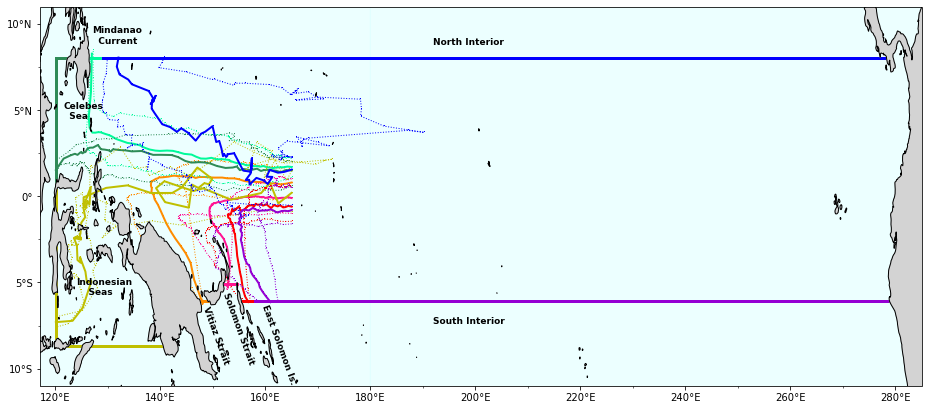 10°N
Mindanao
Current
North Interior
5°N
Celebes
Sea
0°
5°S
Indonesian
Seas
Vitiaz Strait
Solomon Strait
East Solomon Is.
South Interior
10°S
120°E
140°E
160°E
180°E
200°E
220°E
240°E
260°E
280°E